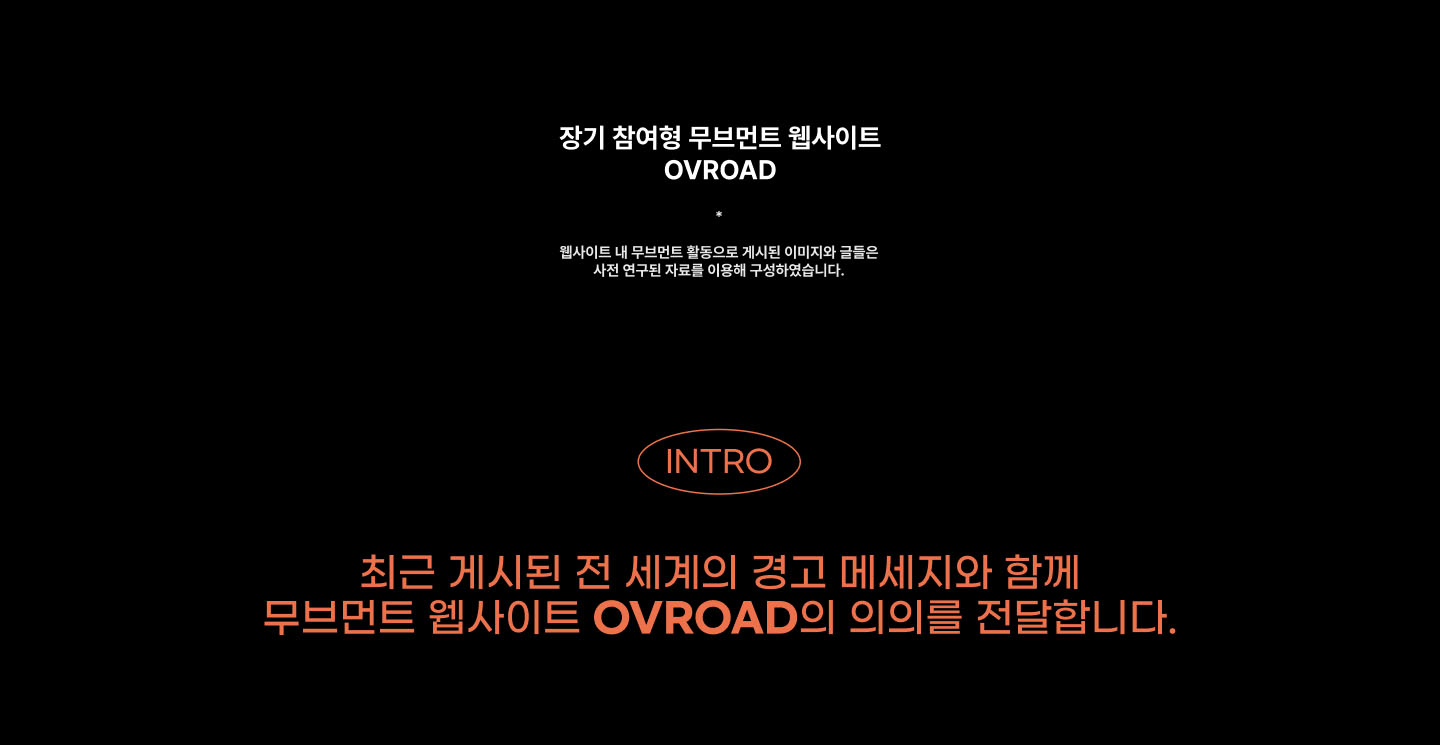 장기 참여형 무브먼트 웹사이트
OVROAD
*
웹사이트 내 무브먼트 활동으로 게시된 이미지와 글들은
사전 연구된 자료를 이용해 구성하였습니다.
INTRO
최근 게시된 전 세계의 경고 메세지와 함께
무브먼트 웹사이트 OVROAD의 의의를 전달합니다.